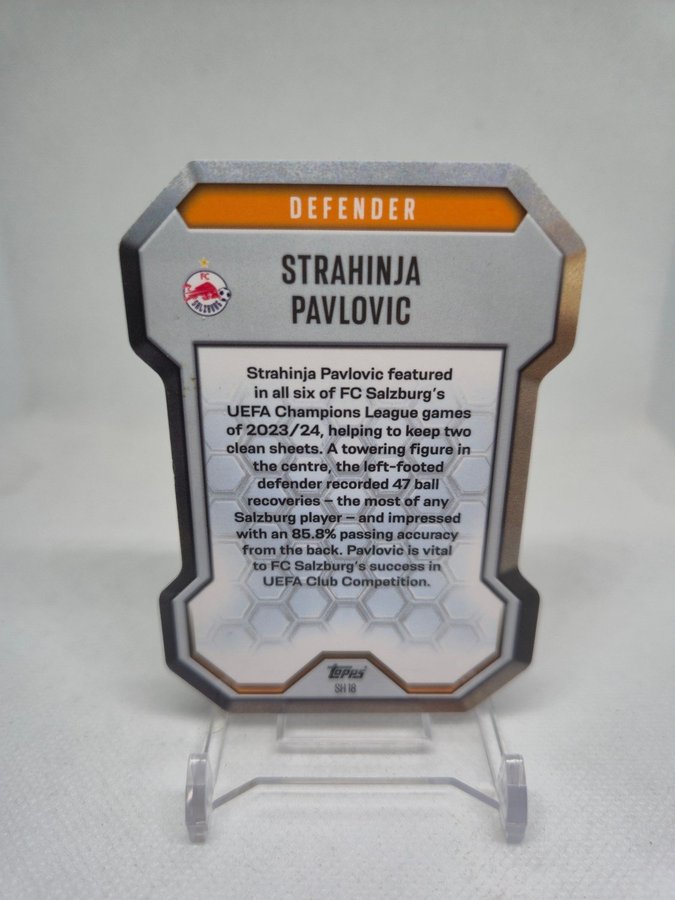 DEFENDER
STRAHINJA
PAVLOVIC
FC
SALZBURG
Strahinja Pavlovic featured
in all six of FC Salzburg's
UEFA Champions League games
of 2023/24, helping to keep two
clean sheets. A towering figure in
the centre, the left-footed
defender recorded 47 ball
recoveries – the most of any
Salzburg player – and impressed
with an 85.8% passing accuracy
from the back. Pavlovic is vital
to FC Salzburg's success in
UEFA Club Competition.
Topps
SH 18